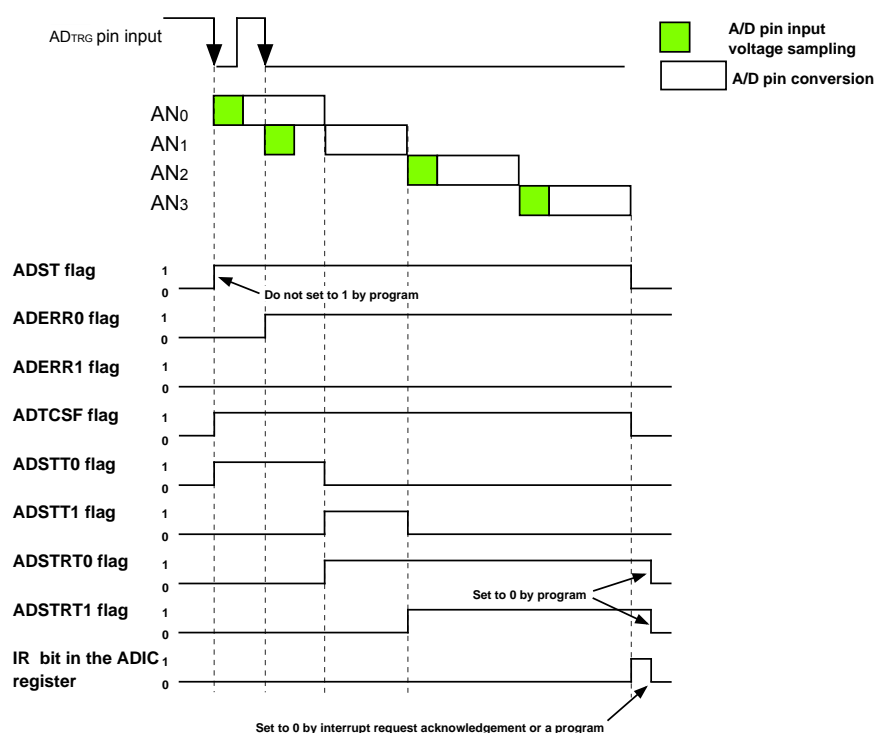 ADTRG pin input
A/D pin input
voltage sampling
A/D pin conversion
AN0
AN1
AN2
AN3
ADST flag
1
0
Do not set to 1 by program
ADERR0 flag
1
0
ADERR1 flag
1
0
ADTCSF flag
1
0
ADSTT0 flag
1
0
ADSTT1 flag
1
0
ADSTRT0 flag
1
0
Set to 0 by program
ADSTRT1 flag
1
0
IR bit in the ADIC
register
1
0
Set to 0 by interrupt request acknowledgement or a program